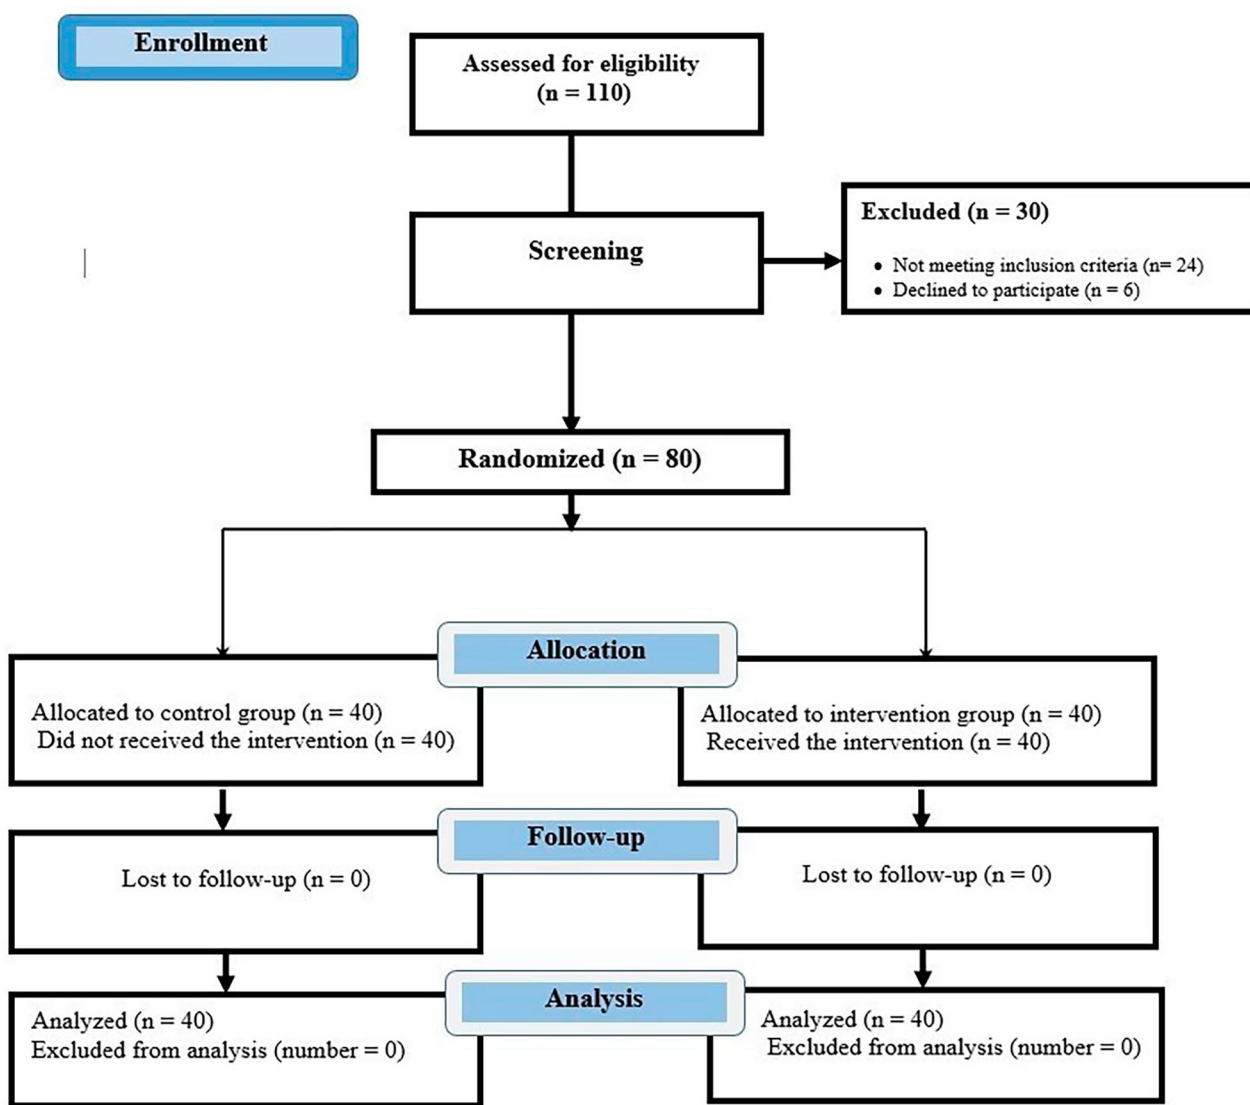 Enrollment
Assessed for eligibility
(n = 110)
Screening
Excluded (n = 30)
• Not meeting inclusion criteria (n= 24)
• Declined to participate (n = 6)
Randomized (n = 80)
Allocation
Allocated to control group (n = 40)
Did not received the intervention (n = 40)
Allocated to intervention group (n = 40)
Received the intervention (n = 40)
Follow-up
Lost to follow-up (n = 0)
Lost to follow-up (n = 0)
Analysis
Analyzed (n = 40)
Excluded from analysis (number = 0)
Analyzed (n = 40)
Excluded from analysis (number = 0)